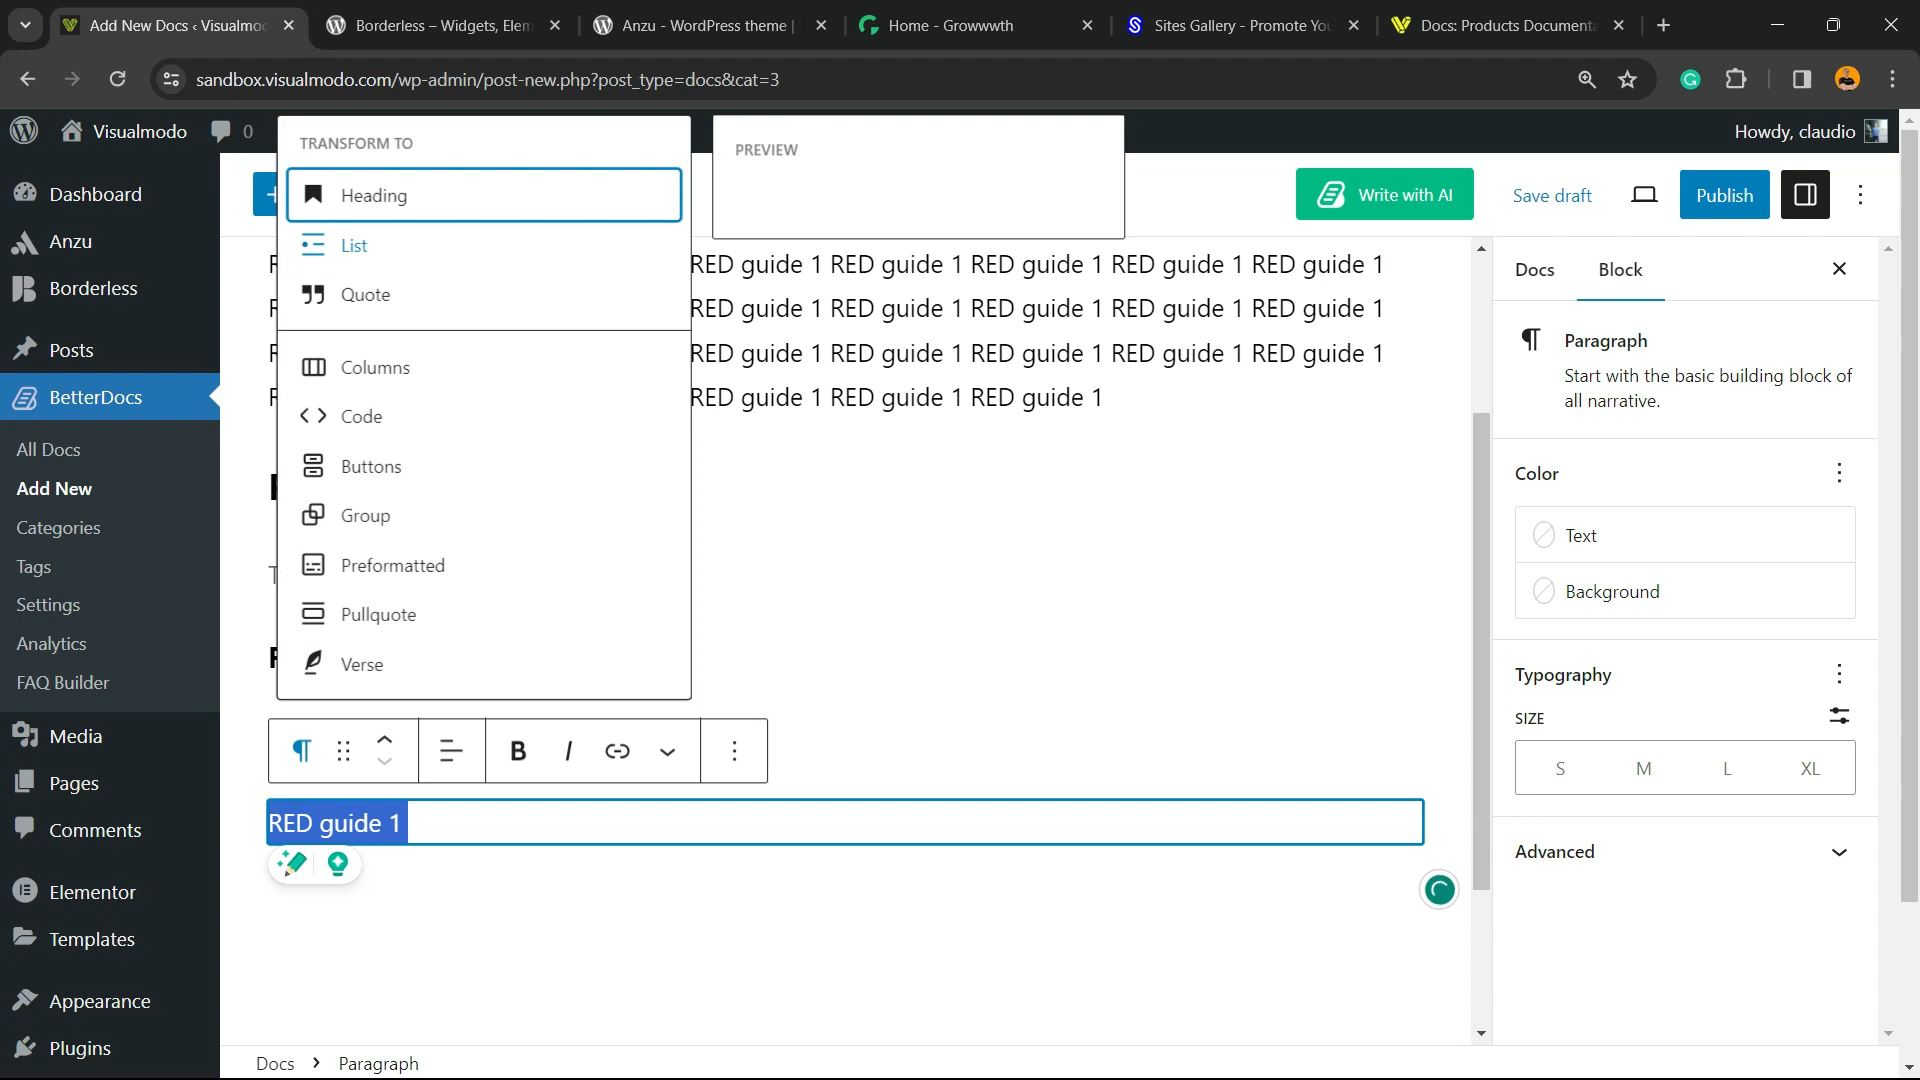 Add New Docs ‹ Visualmo
Borderless – Widgets, Elem
Anzu - WordPress theme |
Home - Growwwth
Sites Gallery - Promote Yo
Docs: Products Documenta
sandbox.visualmodo.com/wp-admin/post-new.php?post_type=docs&cat=3
Visualmodo
0
Howdy, claudio
Dashboard
Anzu
Borderless
Posts
BetterDocs
All Docs
Add New
Categories
Tags
Settings
Analytics
FAQ Builder
Media
Pages
Comments
Elementor
Templates
Appearance
Plugins
TRANSFORM TO
Heading
List
Quote
Columns
Code
Buttons
Group
Preformatted
Pullquote
Verse
PREVIEW
Write with AI
Save draft
Publish
RED guide 1 RED guide 1 RED guide 1 RED guide 1 RED guide 1
RED guide 1 RED guide 1 RED guide 1 RED guide 1 RED guide 1
RED guide 1 RED guide 1 RED guide 1 RED guide 1 RED guide 1
RED guide 1 RED guide 1 RED guide 1
B I
RED guide 1
Docs
Block
Paragraph
Start with the basic building block of
all narrative.
Color
Text
Background
Typography
SIZE
S M L XL
Advanced
Docs › Paragraph